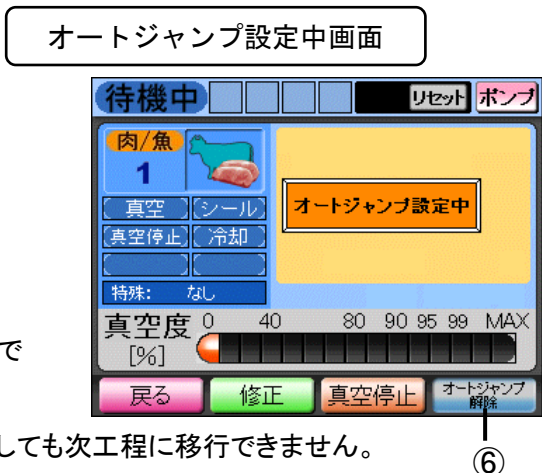 オートジャンプ設定中画面
待機中 リセット ポンプ
肉/魚
1
真空 シール
オートジャンプ設定中
真空停止 冷却
特殊: なし
真空度 0 40 80 90 95 99 MAX
[%]
で
戻る 修正 真空停止 オートジャンプ
解除
しても次工程に移行できません。
⑥